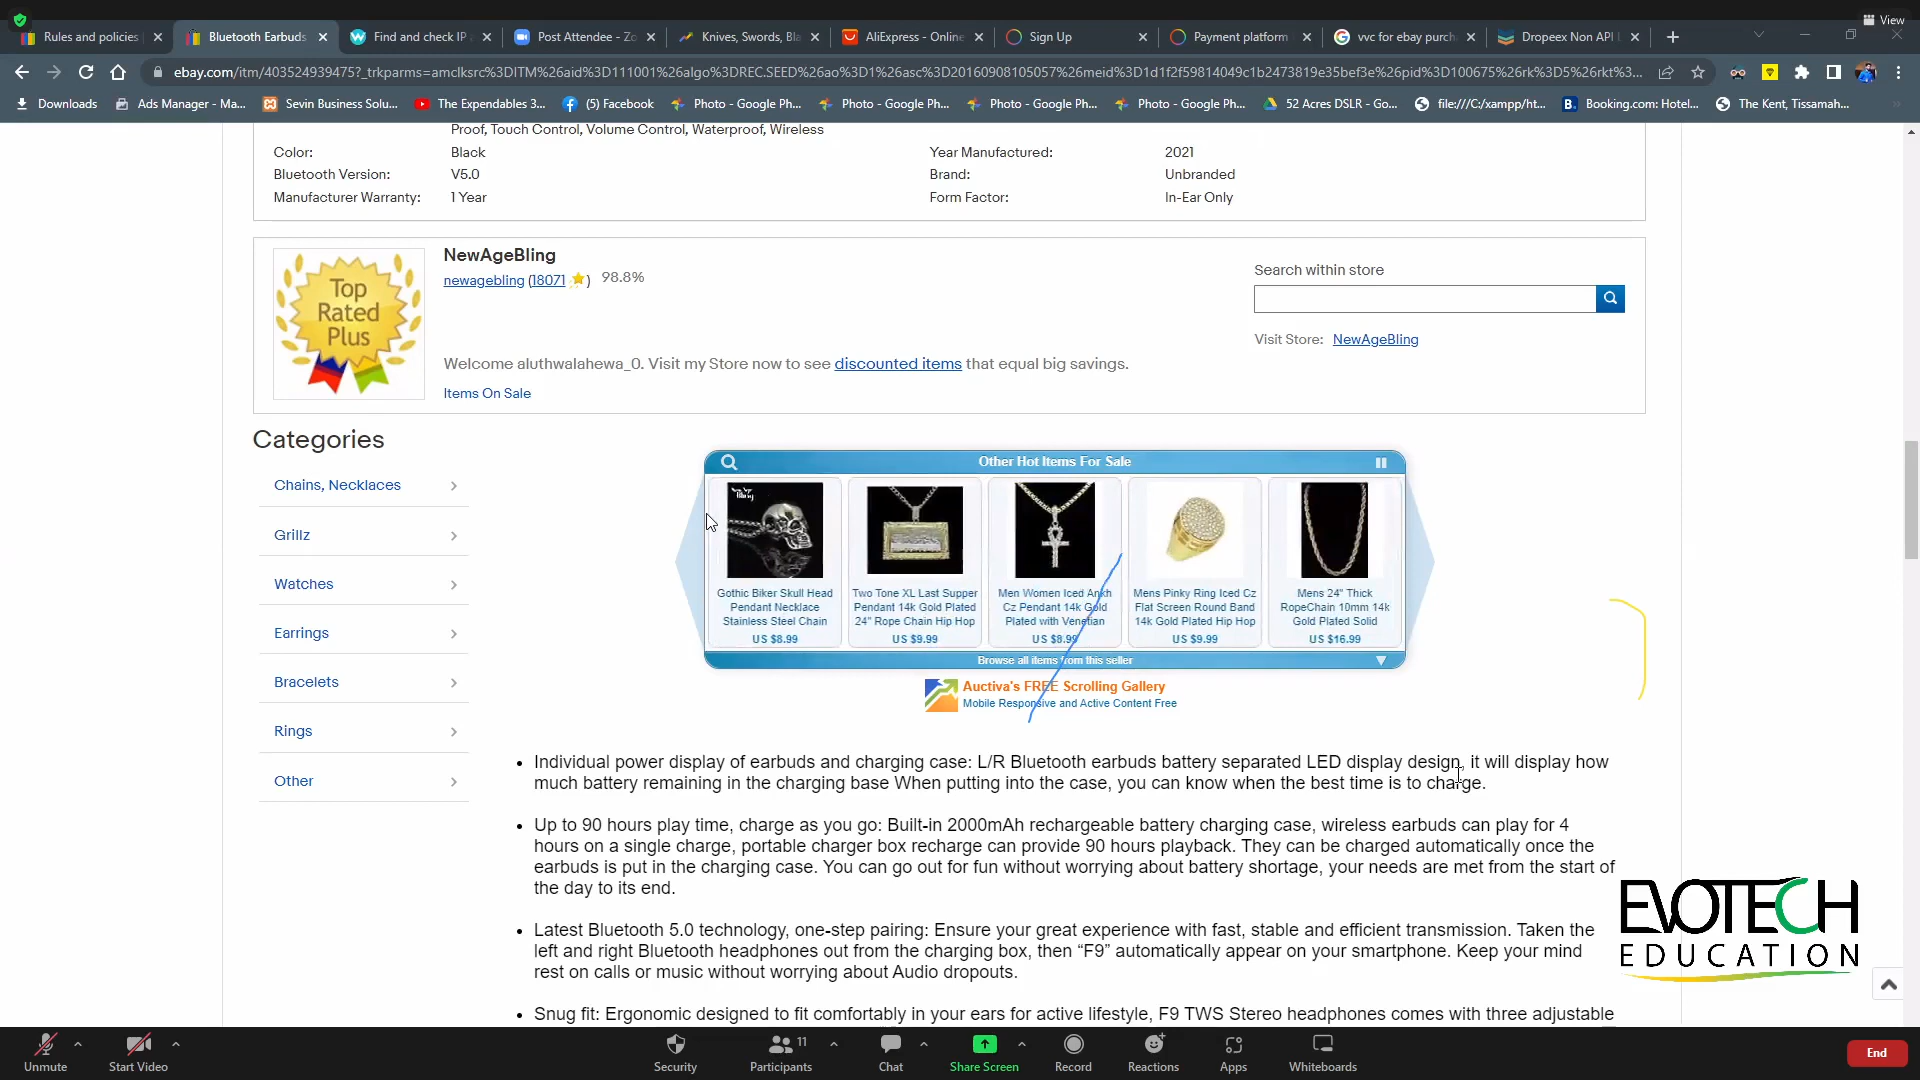 View
Rules and policies
Bluetooth Earbuds
Find and check IP
Post Attendee - Zo
Knives, Swords, Bla
AliExpress - Online
Sign Up
Payment platform
vvc for ebay purch
Dropeex Non API L
ebay.com/itm/403524939475?_trkparms=amclksrc%3DITM%26aid%3D111001%26algo%3DREC.SEED%26ao%3D1%26asc%3D20160908105057%26meid%3D1d1f2f59814049c1b2473819e35bef3e%26pid%3D100675%26rk%3D5%26rkt%3...
Downloads
Ads Manager - Ma...
Sevin Business Solu...
The Expendables 3...
(5) Facebook
Photo - Google Ph...
Photo - Google Ph...
Photo - Google Ph...
Photo - Google Ph...
52 Acres DSLR - Go...
file:///C:/xampp/ht...
Booking.com: Hotel...
The Kent, Tissamah...
Proof, Touch Control, Volume Control, Waterproof, Wireless
Color: Black Year Manufactured: 2021
Bluetooth Version: V5.0 Brand: Unbranded
Manufacturer Warranty: 1 Year Form Factor: In-Ear Only
Top
Rated
Plus
NewAgeBling
newagebling (18071 ) 98.8%
Welcome aluthwalahewa_0. Visit my Store now to see discounted items that equal big savings.
Items On Sale
Search within store
Visit Store: NewAgeBling
Categories
Chains, Necklaces
Grillz
Watches
Earrings
Bracelets
Rings
Other
Other Hot Items For Sale
Gothic Biker Skull Head
Pendant Necklace
Stainless Steel Chain
US $8.99
Two Tone XL Last Supper
Pendant 14k Gold Plated
24" Rope Chain Hip Hop
US $9.99
Men Women Iced Ankh
Cz Pendant 14k Gold
Plated with Venetian
US $8.99
Mens Pinky Ring Iced Cz
Flat Screen Round Band
14k Gold Plated Hip Hop
US $9.99
Mens 24" Thick
RopeChain 10mm 14k
Gold Plated Solid
US $16.99
Browse all items from this seller
Auctiva's FREE Scrolling Gallery
Mobile Responsive and Active Content Free
Individual power display of earbuds and charging case: L/R Bluetooth earbuds battery separated LED display design, it will display how
much battery remaining in the charging base When putting into the case, you can know when the best time is to charge.
Up to 90 hours play time, charge as you go: Built-in 2000mAh rechargeable battery charging case, wireless earbuds can play for 4
hours on a single charge, portable charger box recharge can provide 90 hours playback. They can be charged automatically once the
earbuds is put in the charging case. You can go out for fun without worrying about battery shortage, your needs are met from the start of
the day to its end.
Latest Bluetooth 5.0 technology, one-step pairing: Ensure your great experience with fast, stable and efficient transmission. Taken the
left and right Bluetooth headphones out from the charging box, then “F9” automatically appear on your smartphone. Keep your mind
rest on calls or music without worrying about Audio dropouts.
Snug fit: Ergonomic designed to fit comfortably in your ears for active lifestyle, F9 TWS Stereo headphones comes with three adjustable
EVOTECH
EDUCATION
Unmute
Start Video
Security
Participants 11
Chat
Share Screen
Record
Reactions
Apps
Whiteboards
End